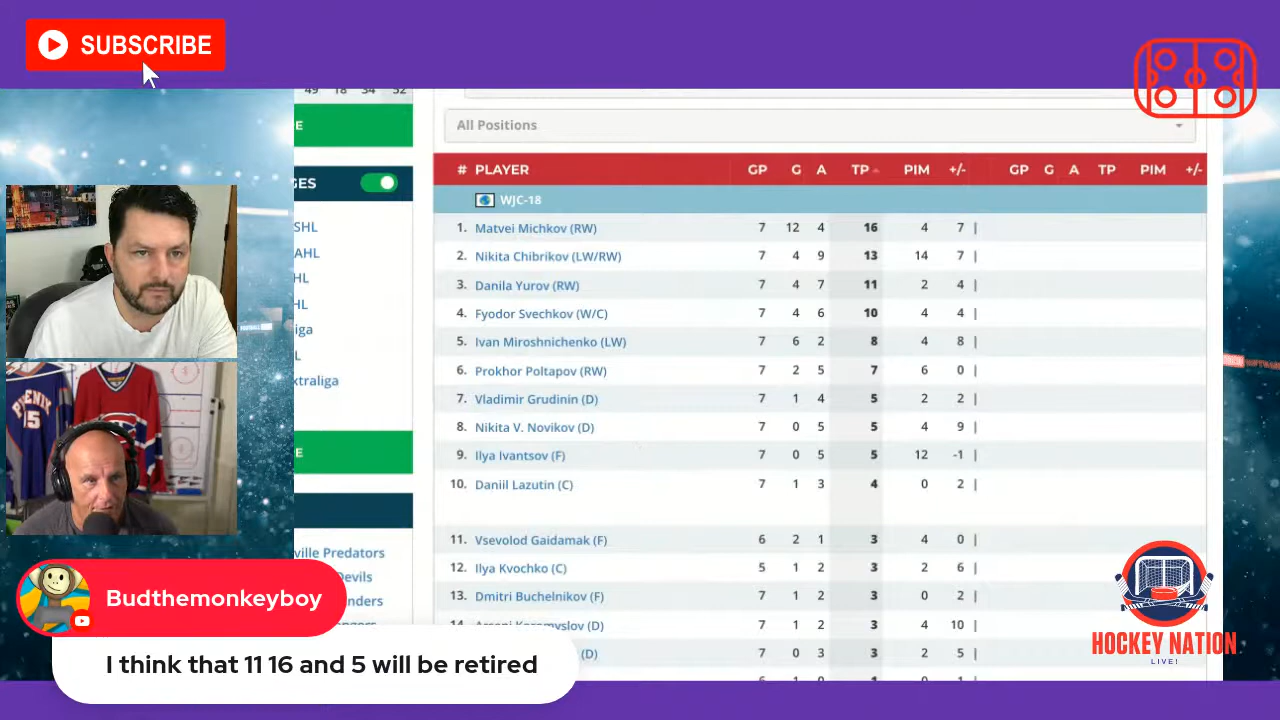 SUBSCRIBE
49 18 34 52
All Positions
E
# PLAYER GP G A TP PIM +/- GP G A TP PIM +/-
GES
WJC-18
SHL
1. Matvei Michkov (RW) 7 12 4 16 4 7 |
AHL
2. Nikita Chibrikov (LW/RW) 7 4 9 13 14 7 |
HL
3. Danila Yurov (RW) 7 4 7 11 2 4 |
HL
4. Fyodor Svechkov (W/C) 7 4 6 10 4 4 |
iga
5. Ivan Miroshnichenko (LW) 7 6 2 8 4 8 |
L
6. Prokhor Poltapov (RW) 7 2 5 7 6 0 |
xtraliga
7. Vladimir Grudinin (D) 7 1 4 5 2 2 |
8. Nikita V. Novikov (D) 7 0 5 5 4 9 |
E
9. Ilya Ivantsov (F) 7 0 5 5 12 -1 |
10. Daniil Lazutin (C) 7 1 3 4 0 2 |
11. Vsevolod Gaidamak (F) 6 2 1 3 4 0 |
ville Predators
12. Ilya Kvochko (C) 5 1 2 3 2 6 |
Devils
13. Dmitri Buchelnikov (F) 7 1 2 3 0 2 |
nders
14. Arseni Koromyslov (D) 7 1 2 3 4 10 |
(D) 7 0 3 3 2 5 |
PHOENIX
15
Budthemonkeyboy
I think that 11 16 and 5 will be retired
HOCKEY NATION
LIVE!